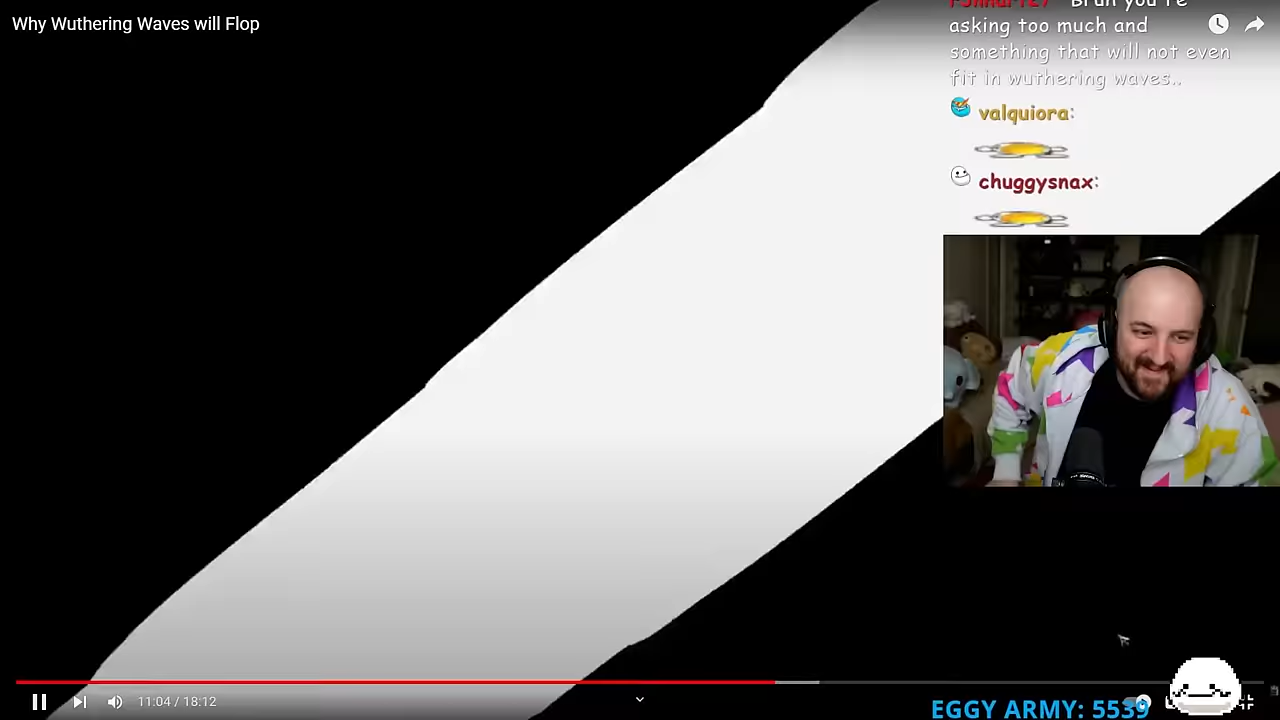 Why Wuthering Waves will Flop
Bruh you're
asking too much and
something that will not even
fit in wuthering waves..
valquiora:
chuggysnax:
11:04 / 18:12
EGGY ARMY: 5539